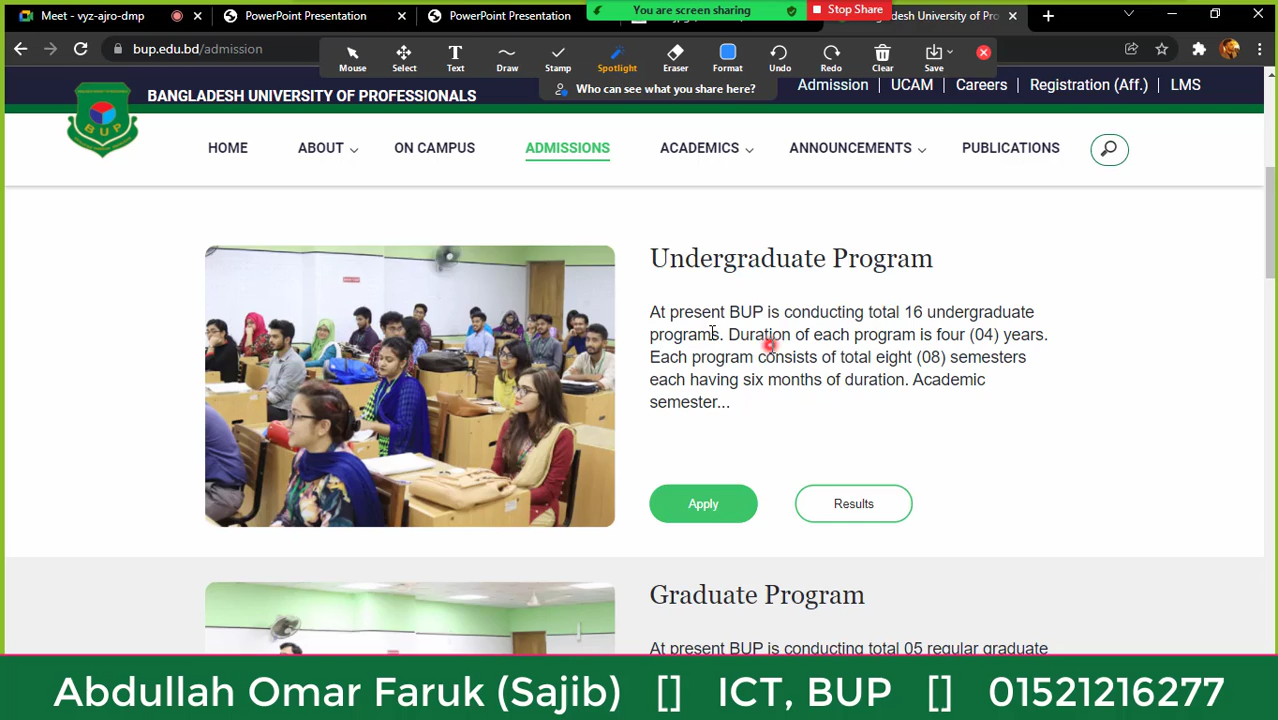 Meet - vyz-ajro-dmp
PowerPoint Presentation
PowerPoint Presentation
You are screen sharing
Stop Share
desh University of Pro
bup.edu.bd/admission
Mouse
Select
Text
Draw
Stamp
Spotlight
Eraser
Format
Undo
Redo
Clear
Save
Who can see what you share here?
BANGLADESH UNIVERSITY OF PROFESSIONALS
Admission
UCAM
Careers
Registration (Aff.)
LMS
BUP
HOME
ABOUT
ON CAMPUS
ADMISSIONS
ACADEMICS
ANNOUNCEMENTS
PUBLICATIONS
Undergraduate Program
At present BUP is conducting total 16 undergraduate
programs. Duration of each program is four (04) years.
Each program consists of total eight (08) semesters
each having six months of duration. Academic
semester...
Apply
Results
Graduate Program
At present BUP is conducting total 05 regular graduate
Abdullah Omar Faruk (Sajib) [] ICT, BUP [] 01521216277